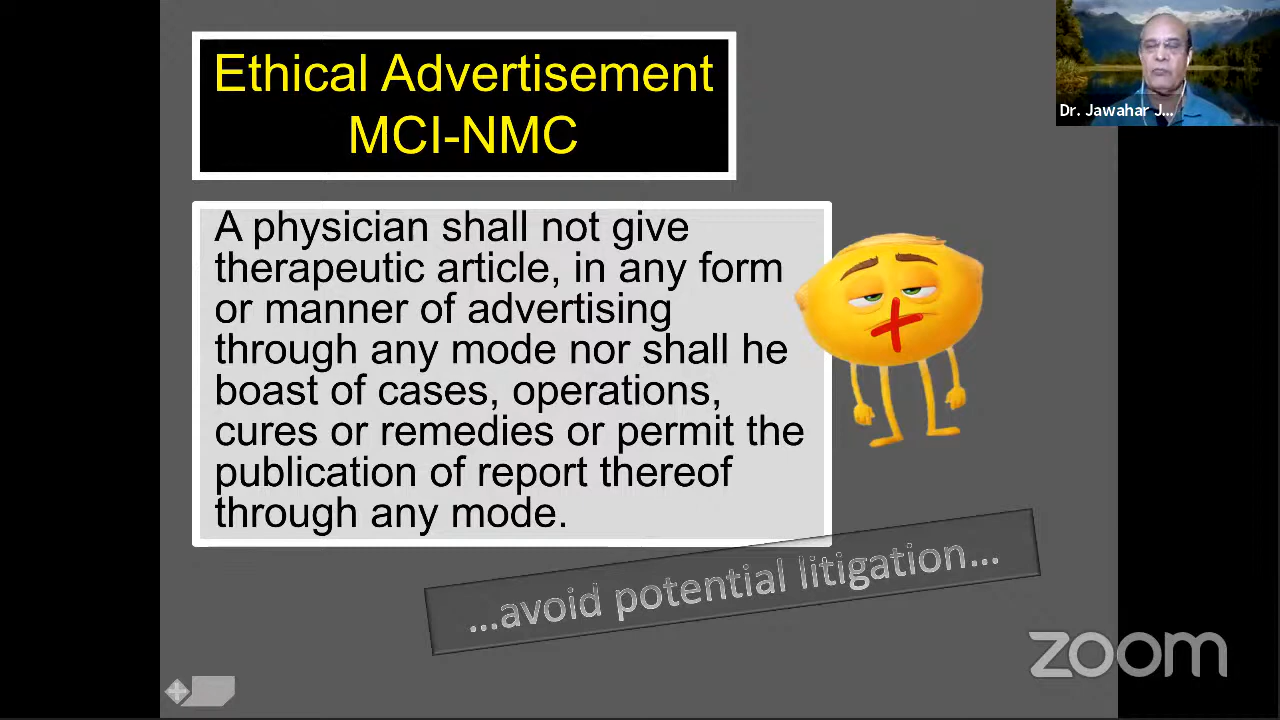 Ethical Advertisement
MCI-NMC
Dr. Jawahar J...
A physician shall not give
therapeutic article, in any form
or manner of advertising
through any mode nor shall he
boast of cases, operations,
cures or remedies or permit the
publication of report thereof
through any mode.
...avoid potential litigation...
zoom